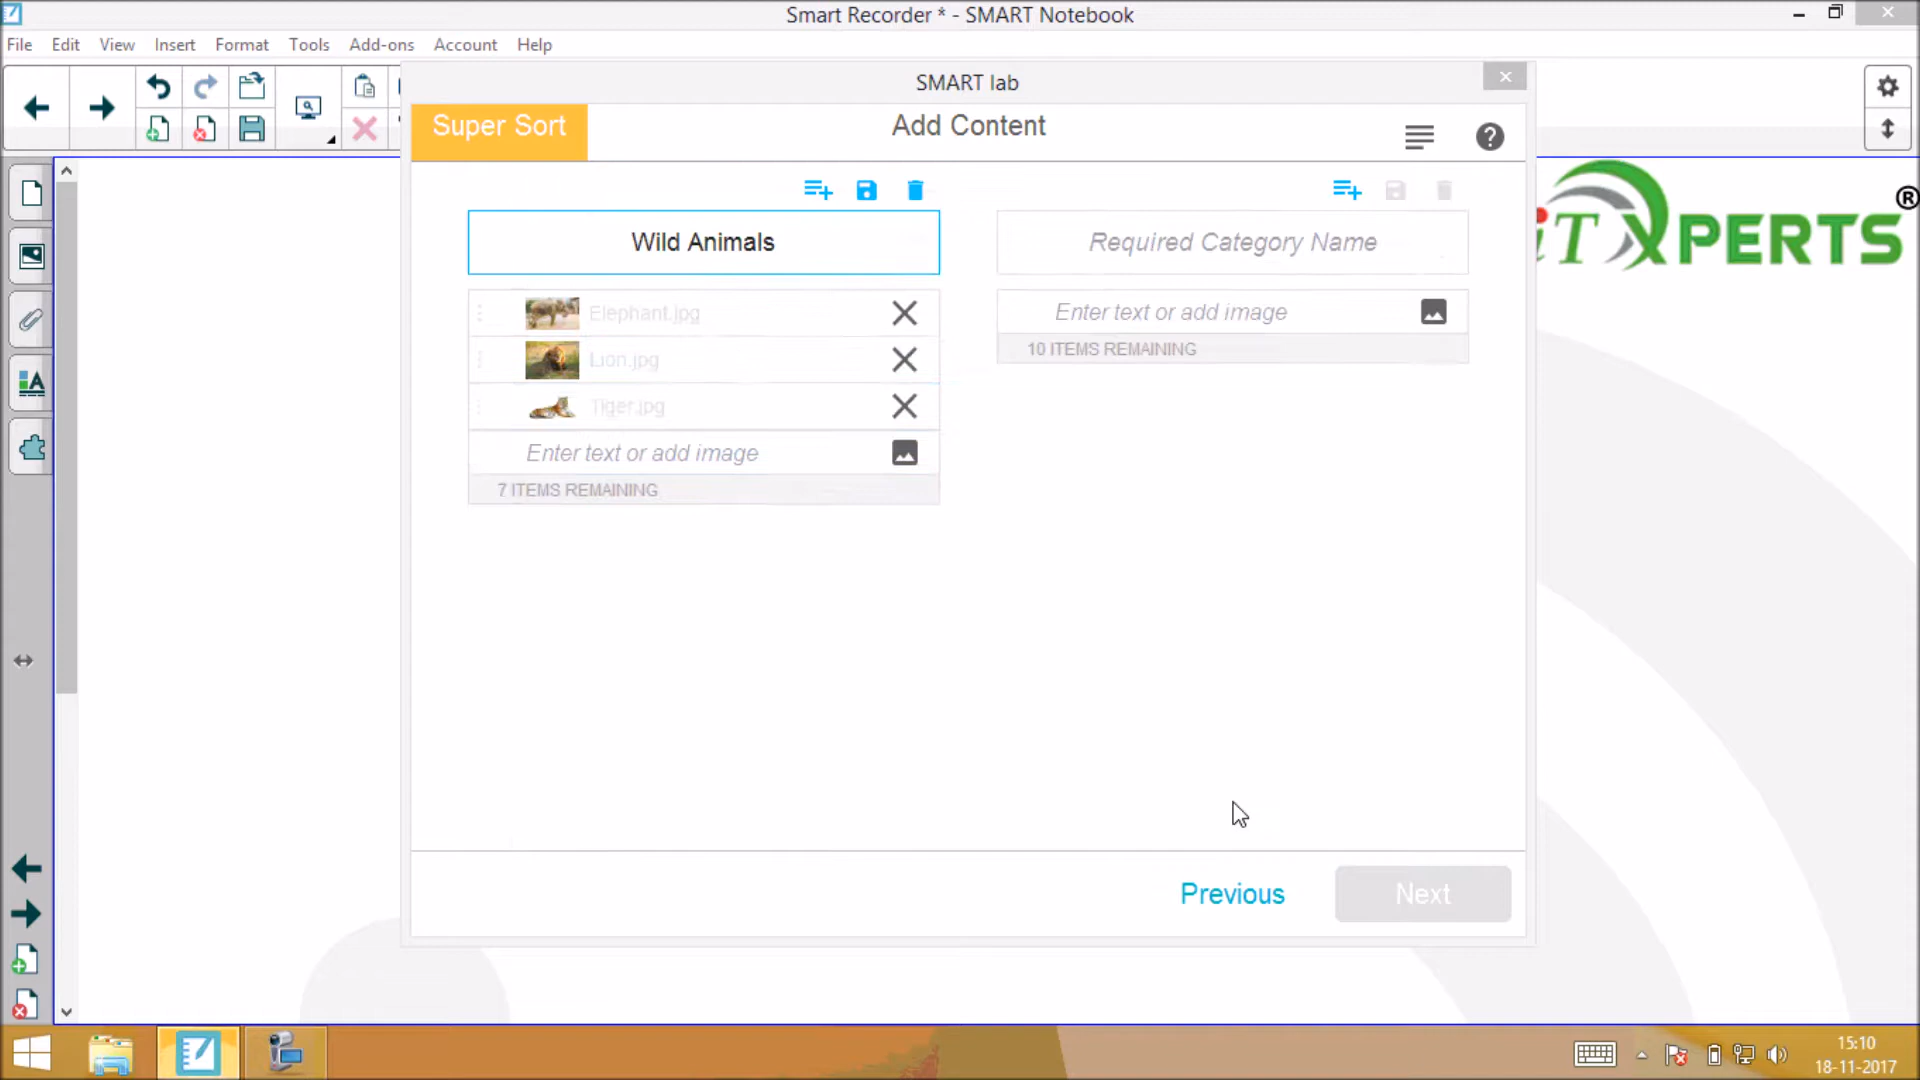 Smart Recorder * - SMART Notebook
File Edit View Insert Format Tools Add-ons Account Help
SMART lab
Super Sort
Add Content
iT XPERTS®
Wild Animals
Required Category Name
Elephant.jpg
Enter text or add image
Lion.jpg
10 ITEMS REMAINING
Tiger.jpg
Enter text or add image
7 ITEMS REMAINING
Previous
Next
15:10
18-11-2017